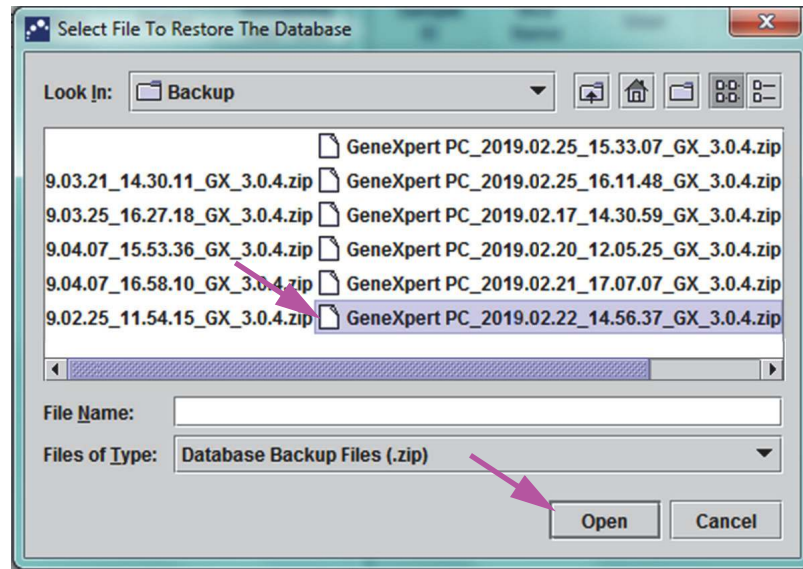 Select File To Restore The Database
Look In: Backup
GeneXpert PC_2019.02.25_15.33.07_GX_3.0.4.zip
9.03.21_14.30.11_GX_3.0.4.zip GeneXpert PC_2019.02.25_16.11.48_GX_3.0.4.zip
9.03.25_16.27.18_GX_3.0.4.zip GeneXpert PC_2019.02.17_14.30.59_GX_3.0.4.zip
9.04.07_15.53.36_GX_3.0.4.zip GeneXpert PC_2019.02.20_12.05.25_GX_3.0.4.zip
9.04.07_16.58.10_GX_3.0.4.zip GeneXpert PC_2019.02.21_17.07.07_GX_3.0.4.zip
9.02.25_11.54.15_GX_3.0.4.zip GeneXpert PC_2019.02.22_14.56.37_GX_3.0.4.zip
File Name:
Files of Type: Database Backup Files (.zip)
Open Cancel